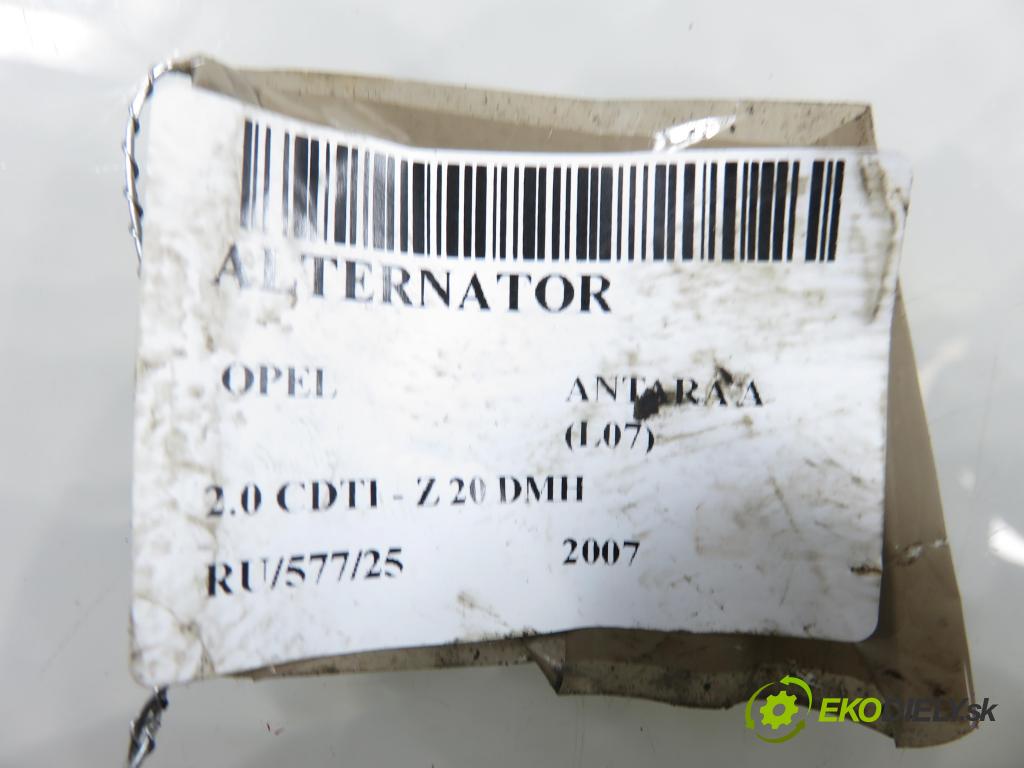 ALTERNATOR
OPEL ANTARA A
(L07)
2.0 CDTI - Z 20 DMH
RU/577/25 2007
EKODIELY.sk